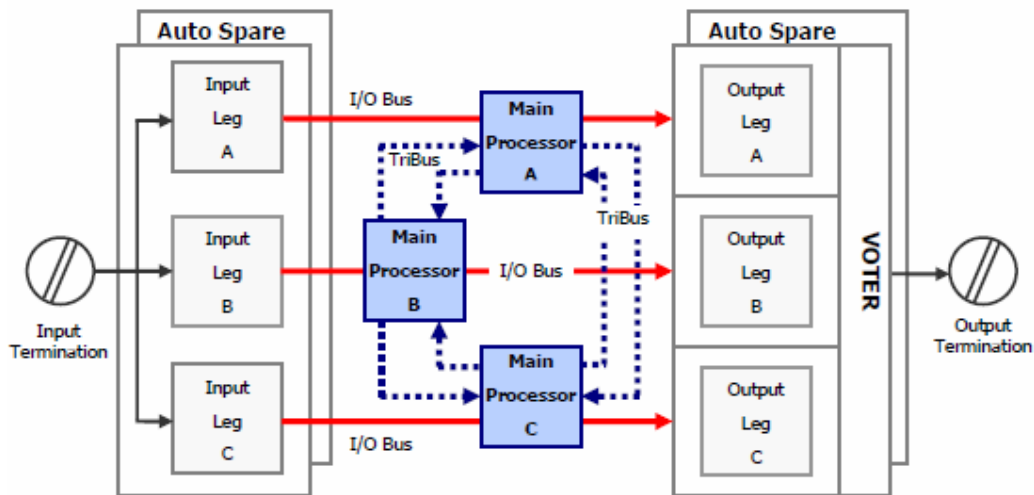 Auto Spare
Input
Leg
A
Input
Leg
B
Input
Leg
C
Input
Termination
I/O Bus
TriBus
Main
Processor
A
Main
Processor
B
I/O Bus
TriBus
Main
Processor
C
I/O Bus
Auto Spare
Output
Leg
A
Output
Leg
B
Output
Leg
C
VOTER
Output
Termination